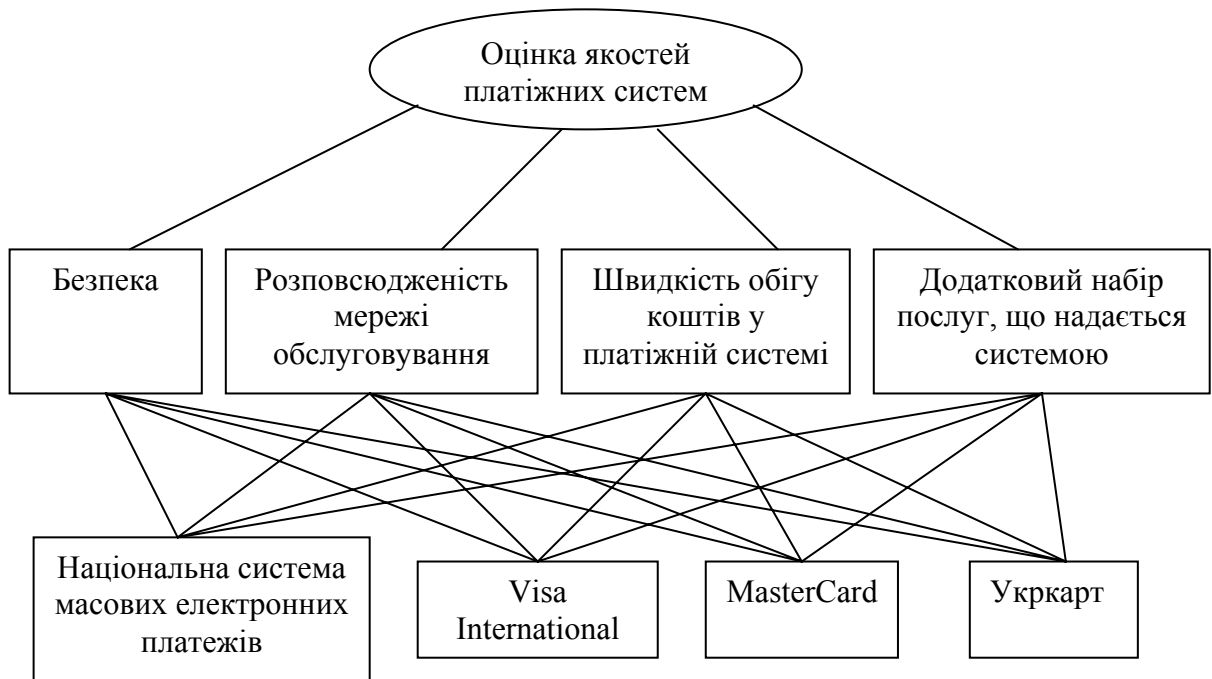 Оцінка якостей
платіжних систем
Безпека
Розповсюдженість
мережі
обслуговування
Швидкість обігу
коштів у
платіжній системі
Додатковий набір
послуг, що надається
системою
Національна система
масових електронних
платежів
Visa
International
MasterCard
Укркарт